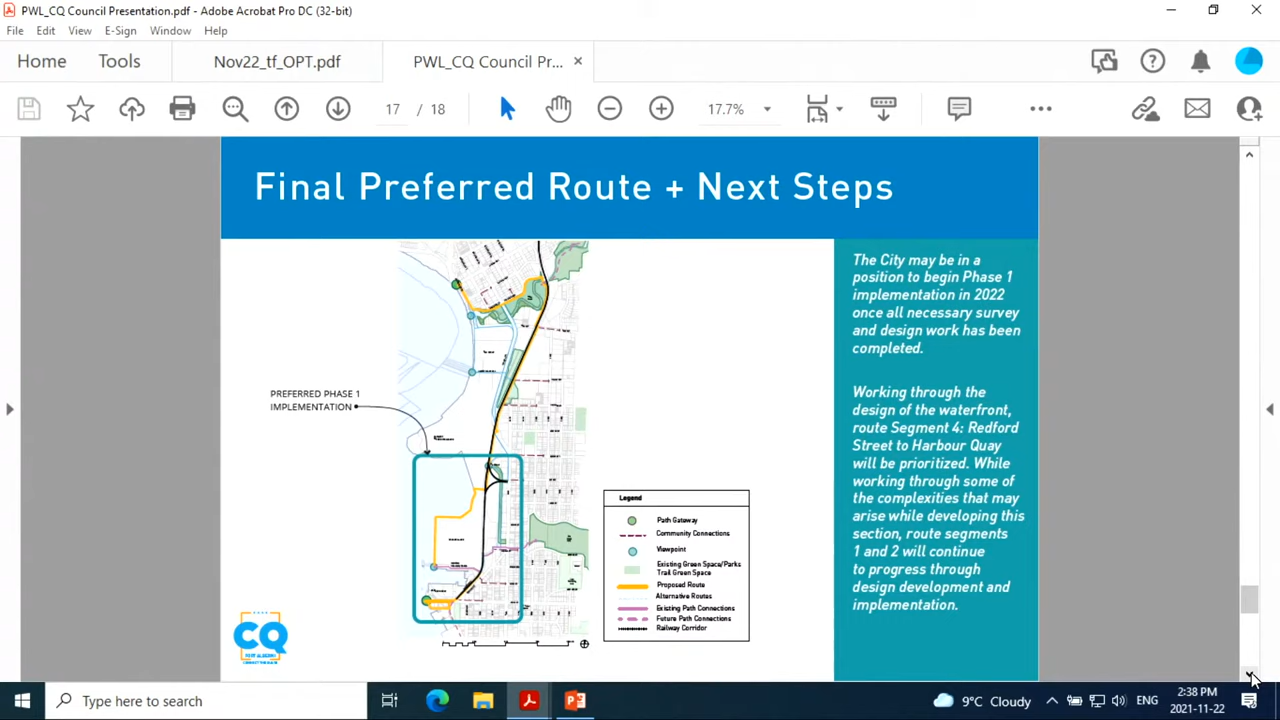 PWL_CQ Council Presentation.pdf - Adobe Acrobat Pro DC (32-bit)
File Edit View E-Sign Window Help
Home Tools Nov22_tf_OPT.pdf PWL_CQ Council Pr...
17 / 18 17.7%
Final Preferred Route + Next Steps
PREFERRED PHASE 1
IMPLEMENTATION
Legend
Path Gateway
Community Connections
Viewpoint
Existing Green Space/Parks
Trail Green Space
Proposed Route
Alternative Routes
Existing Path Connections
Future Path Connections
Railway Corridor
The City may be in a
position to begin Phase 1
implementation in 2022
once all necessary survey
and design work has been
completed.
Working through the
design of the waterfront,
route Segment 4: Redford
Street to Harbour Quay
will be prioritized. While
working through some of
the complexities that may
arise while developing this
section, route segments
1 and 2 will continue
to progress through
design development and
implementation.
CQ
PORT ALBERNI
Type here to search
9°C Cloudy
ENG
2:38 PM
2021-11-22